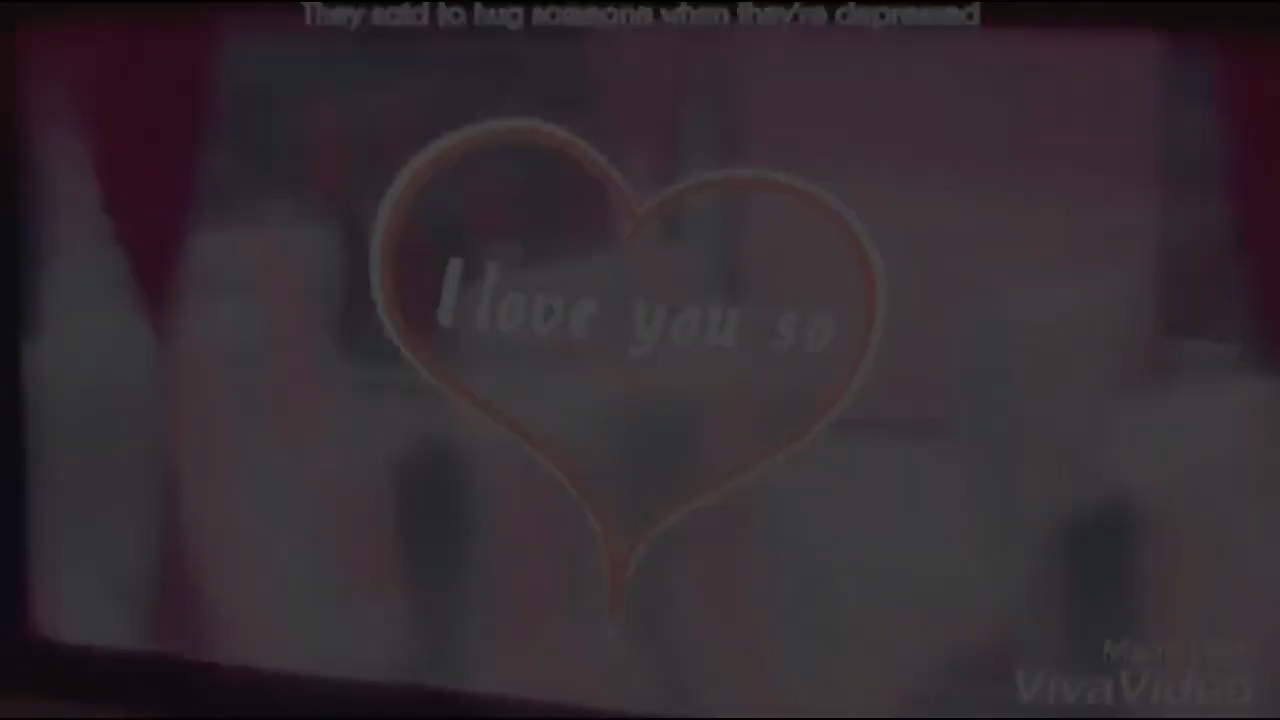 They said to hug someone when they're depressed
I love you so
VivaVideo